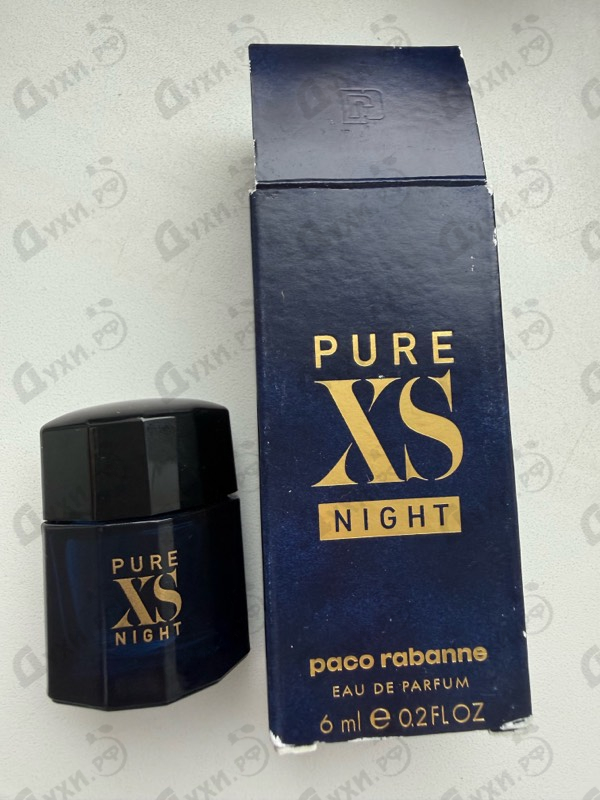 PURE
XS
NIGHT
paco rabanne
EAU DE PARFUM
6 ml e 0.2FL OZ
PURE
XS
NIGHT
Духи.рф